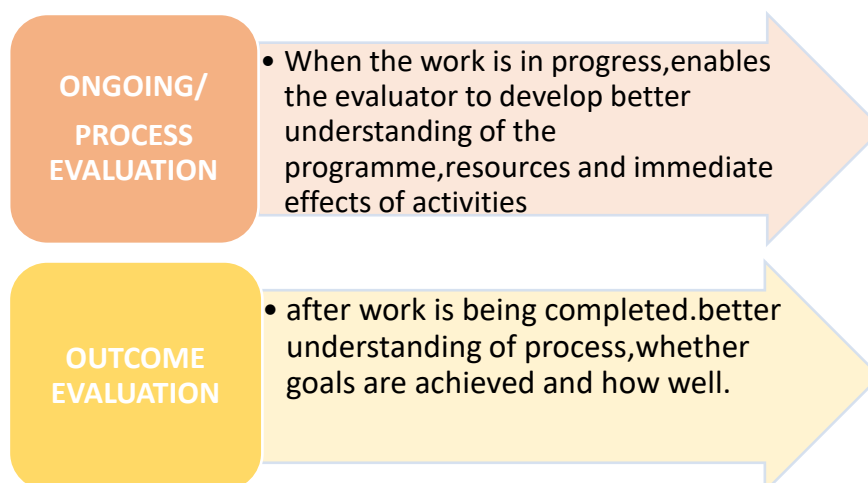 ONGOING/
PROCESS
EVALUATION
• When the work is in progress,enables
the evaluator to develop better
understanding of the
programme,resources and immediate
effects of activities
OUTCOME
EVALUATION
• after work is being completed.better
understanding of process,whether
goals are achieved and how well.